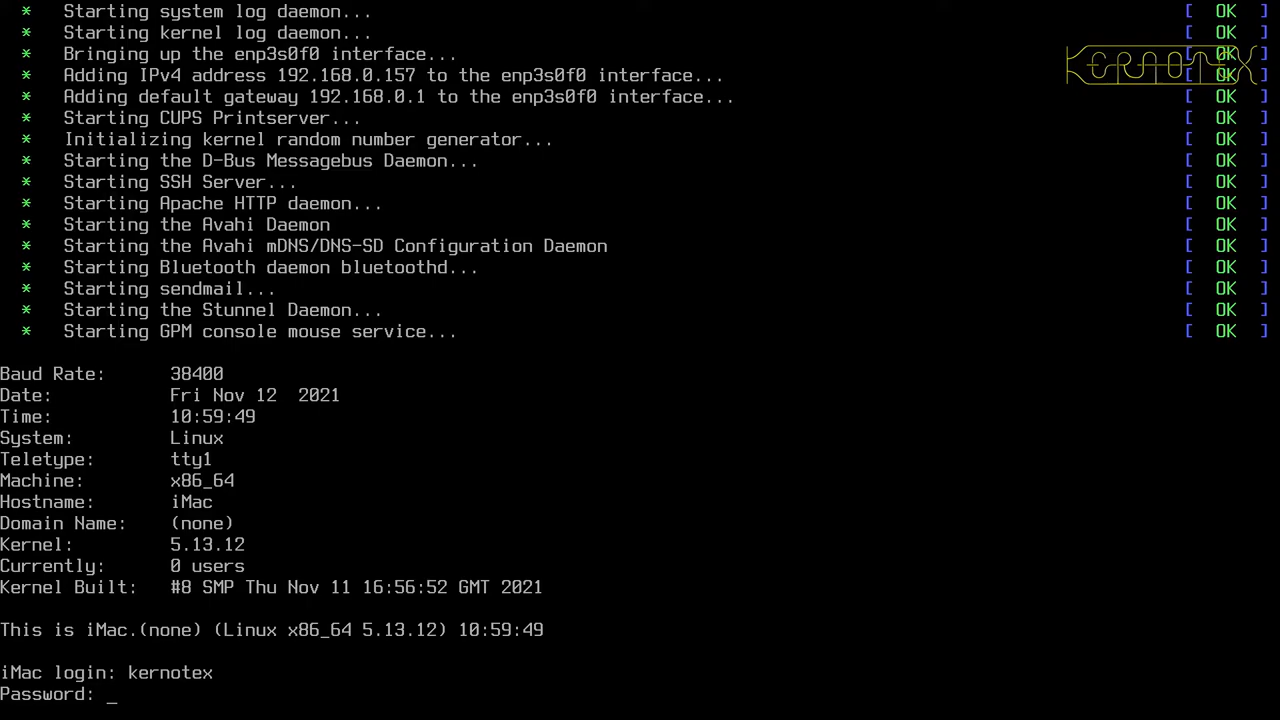 * Starting system log daemon... [ OK ]
* Starting kernel log daemon... [ OK ]
* Bringing up the enp3s0f0 interface... [ OK ]
* Adding IPv4 address 192.168.0.157 to the enp3s0f0 interface... [ OK ]
* Adding default gateway 192.168.0.1 to the enp3s0f0 interface... [ OK ]
* Starting CUPS Printserver... [ OK ]
* Initializing kernel random number generator... [ OK ]
* Starting the D-Bus Messagebus Daemon... [ OK ]
* Starting SSH Server... [ OK ]
* Starting Apache HTTP daemon... [ OK ]
* Starting the Avahi Daemon [ OK ]
* Starting the Avahi mDNS/DNS-SD Configuration Daemon [ OK ]
* Starting Bluetooth daemon bluetoothd... [ OK ]
* Starting sendmail... [ OK ]
* Starting the Stunnel Daemon... [ OK ]
* Starting GPM console mouse service... [ OK ]
KERNOTEX
Baud Rate: 38400
Date: Fri Nov 12 2021
Time: 10:59:49
System: Linux
Teletype: tty1
Machine: x86_64
Hostname: iMac
Domain Name: (none)
Kernel: 5.13.12
Currently: 0 users
Kernel Built: #8 SMP Thu Nov 11 16:56:52 GMT 2021
This is iMac.(none) (Linux x86_64 5.13.12) 10:59:49
iMac login: kernotex
Password: _